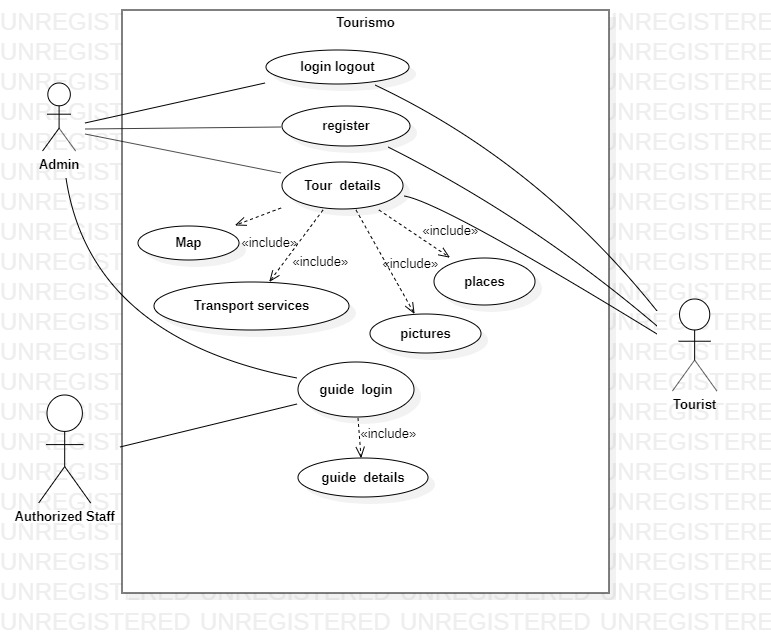 Tourismo
login logout
register
Admin
Tour details
«include»
Map
«include»
«include»
«include»
places
Transport services
pictures
guide login
Tourist
«include»
guide details
Authorized Staff
UNREGISTERED UNREGISTERED UNREGISTERED UNREGISTERE